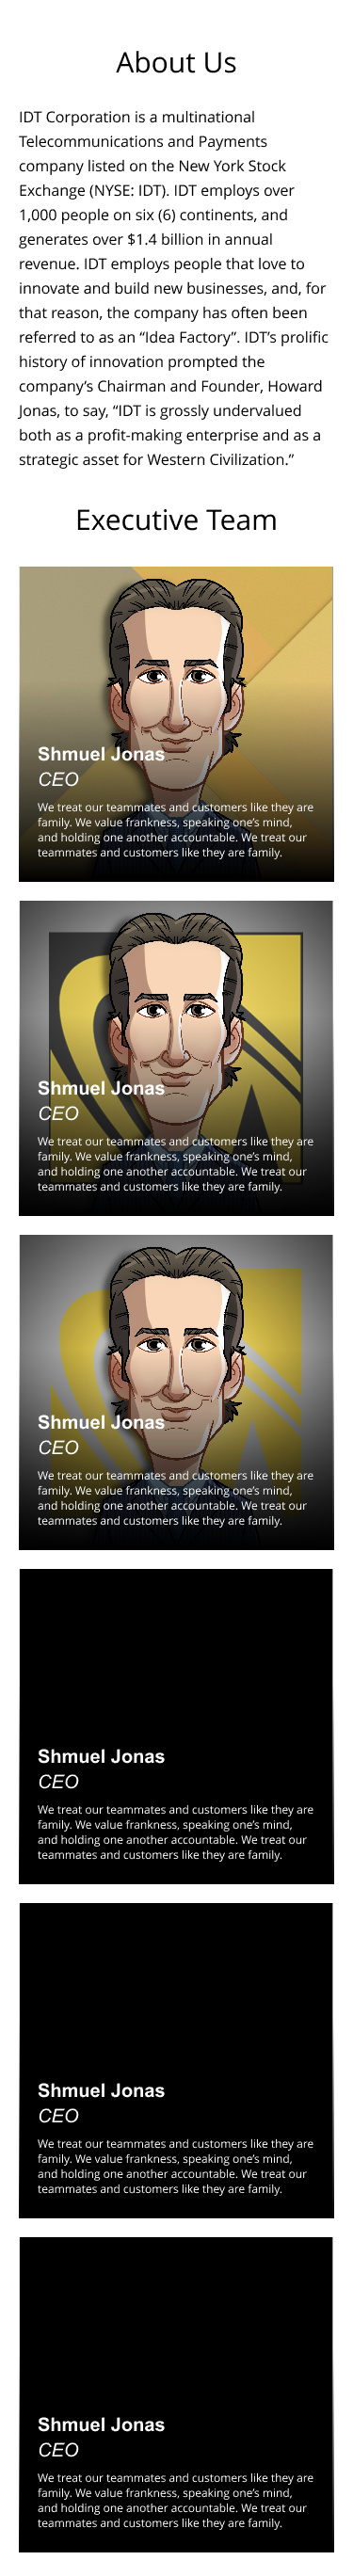 About Us
IDT Corporation is a multinational
Telecommunications and Payments
company listed on the New York Stock
Exchange (NYSE: IDT). IDT employs over
1,000 people on six (6) continents, and
generates over $1.4 billion in annual
revenue. IDT employs people that love to
innovate and build new businesses, and, for
that reason, the company has often been
referred to as an “Idea Factory”. IDT’s prolific
history of innovation prompted the
company’s Chairman and Founder, Howard
Jonas, to say, “IDT is grossly undervalued
both as a profit-making enterprise and as a
strategic asset for Western Civilization.”
Executive Team
Shmuel Jonas
CEO
We treat our teammates and customers like they are
family. We value frankness, speaking one’s mind,
and holding one another accountable. We treat our
teammates and customers like they are family.
Shmuel Jonas
CEO
We treat our teammates and customers like they are
family. We value frankness, speaking one’s mind,
and holding one another accountable. We treat our
teammates and customers like they are family.
Shmuel Jonas
CEO
We treat our teammates and customers like they are
family. We value frankness, speaking one’s mind,
and holding one another accountable. We treat our
teammates and customers like they are family.
Shmuel Jonas
CEO
We treat our teammates and customers like they are
family. We value frankness, speaking one’s mind,
and holding one another accountable. We treat our
teammates and customers like they are family.
Shmuel Jonas
CEO
We treat our teammates and customers like they are
family. We value frankness, speaking one’s mind,
and holding one another accountable. We treat our
teammates and customers like they are family.
Shmuel Jonas
CEO
We treat our teammates and customers like they are
family. We value frankness, speaking one’s mind,
and holding one another accountable. We treat our
teammates and customers like they are family.